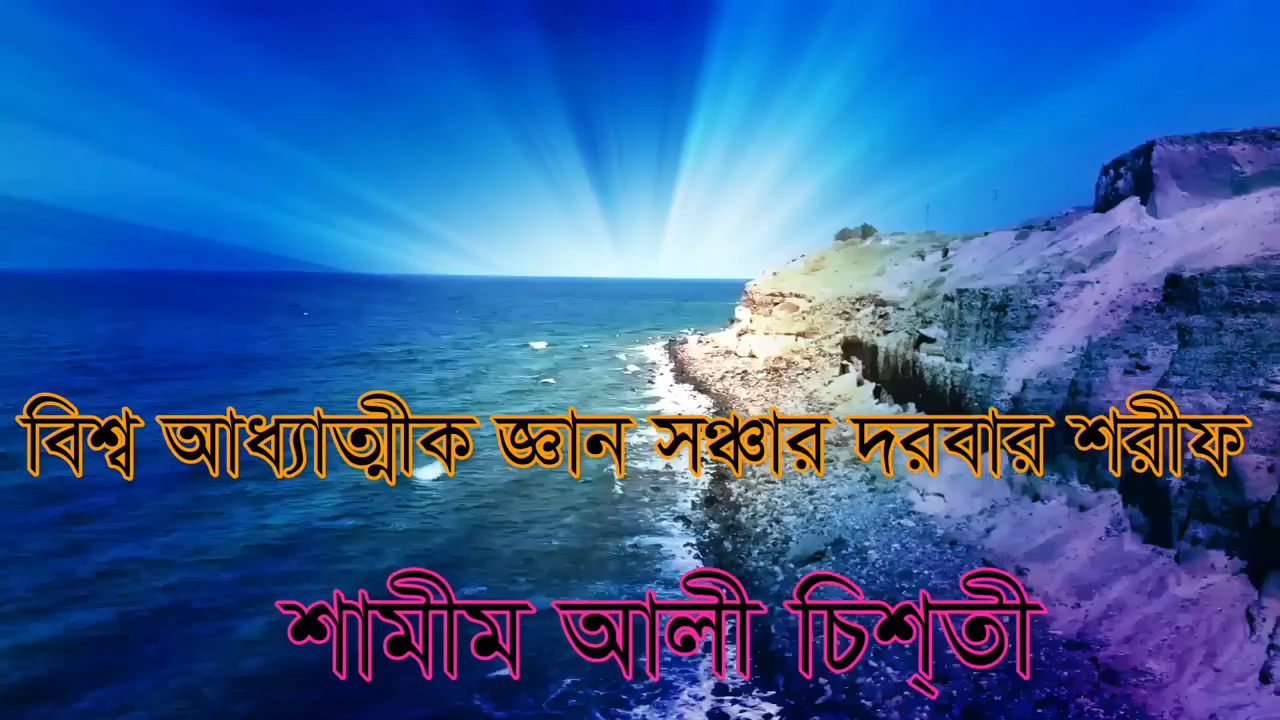 বিশ্ব আধ্যাত্মীক জ্ঞান সঞ্চার দরবার শরীফ
শামীম আলী চিশ্‌তী